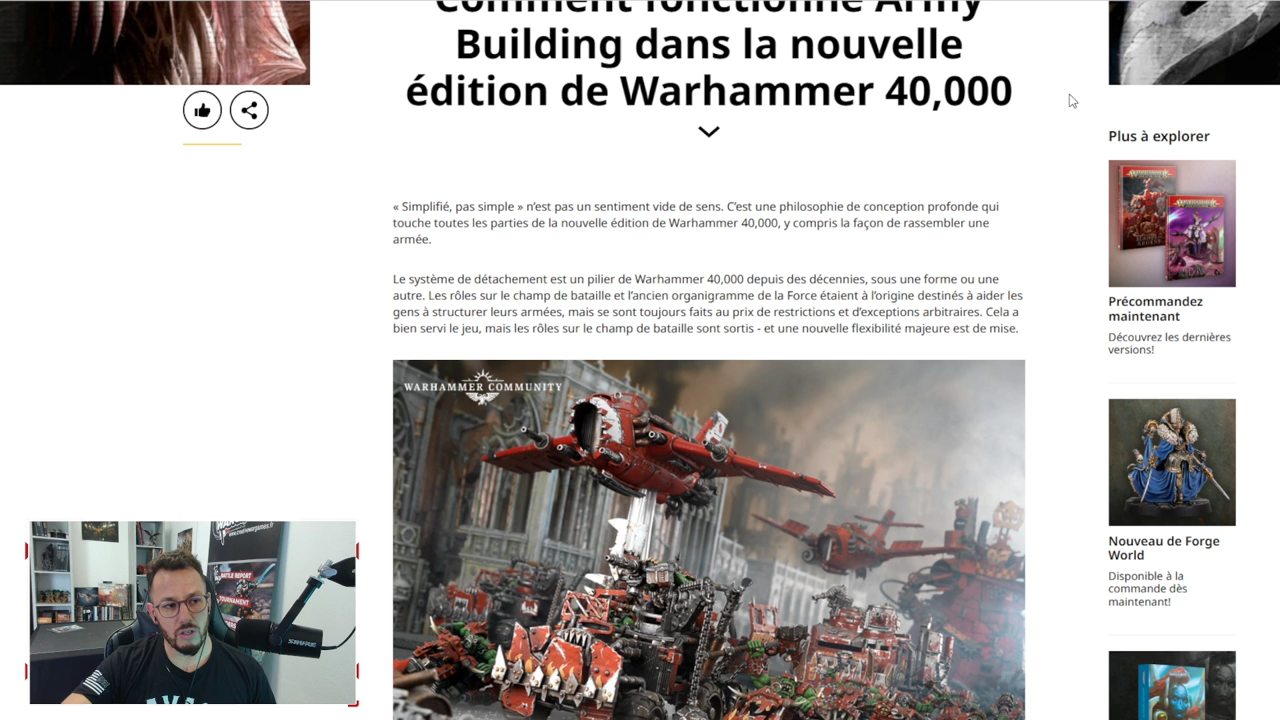 Comment fonctionne Army
Building dans la nouvelle
édition de Warhammer 40,000
« Simplifié, pas simple » n'est pas un sentiment vide de sens. C'est une philosophie de conception profonde qui
touche toutes les parties de la nouvelle édition de Warhammer 40,000, y compris la façon de rassembler une
armée.
Le système de détachement est un pilier de Warhammer 40,000 depuis des décennies, sous une forme ou une
autre. Les rôles sur le champ de bataille et l'ancien organigramme de la Force étaient à l'origine destinés à aider les
gens à structurer leurs armées, mais se sont toujours faits au prix de restrictions et d'exceptions arbitraires. Cela a
bien servi le jeu, mais les rôles sur le champ de bataille sont sortis - et une nouvelle flexibilité majeure est de mise.
WARHAMMER COMMUNITY
Plus à explorer
Précommandez
maintenant
Découvrez les dernières
versions!
Nouveau de Forge
World
Disponible à la
commande dès
maintenant!
BATTLE REPORT
TOURNAMENT
SHURE